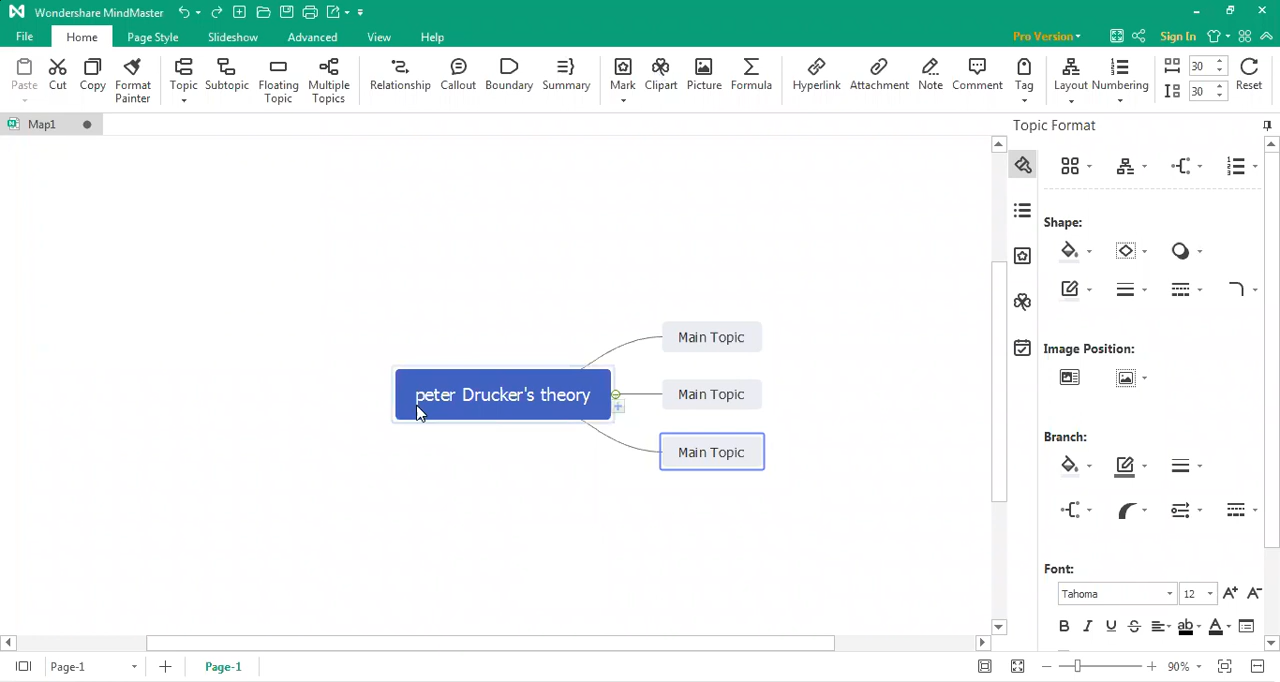 Wondershare MindMaster
File Home Page Style Slideshow Advanced View Help Pro Version Sign In
Paste Cut Copy Format Painter Topic Subtopic Floating Topic Multiple Topics Relationship Callout Boundary Summary Mark Clipart Picture Formula Hyperlink Attachment Note Comment Tag Layout Numbering 30 30 Reset
Map1
Topic Format
Shape:
Main Topic
Image Position:
peter Drucker's theory
Main Topic
Branch:
Main Topic
Font:
Tahoma 12 A+ A-
B I U S ab A
Page-1 Page-1 90%